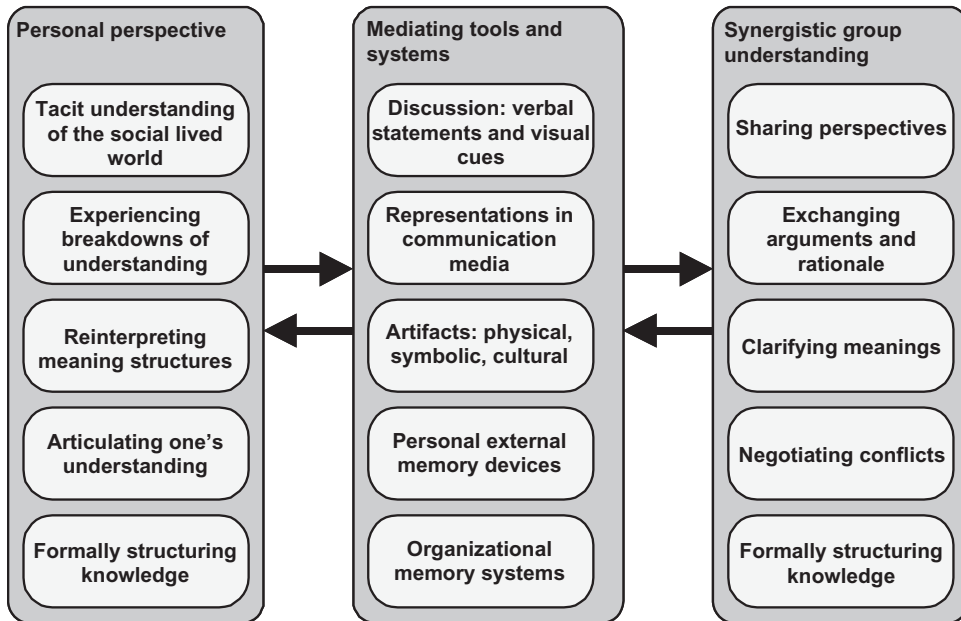 Personal perspective
Tacit understanding
of the social lived
world
Experiencing
breakdowns of
understanding
Reinterpreting
meaning structures
Articulating one’s
understanding
Formally structuring
knowledge
Mediating tools and
systems
Discussion: verbal
statements and visual
cues
Representations in
communication
media
Artifacts: physical,
symbolic, cultural
Personal external
memory devices
Organizational
memory systems
Synergistic group
understanding
Sharing perspectives
Exchanging
arguments and
rationale
Clarifying meanings
Negotiating conflicts
Formally structuring
knowledge